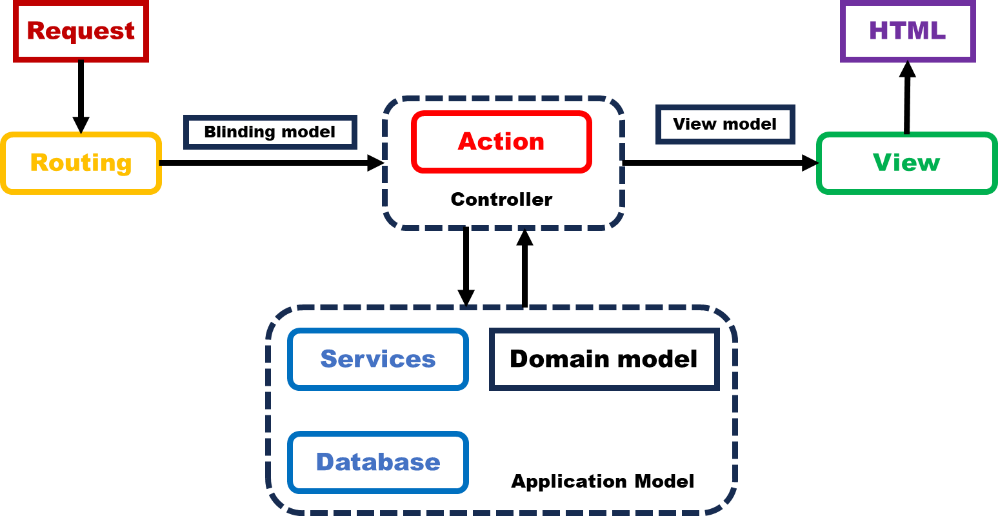 Request
HTML
Blinding model
View model
Routing
Action
View
Controller
Services
Domain model
Database
Application Model